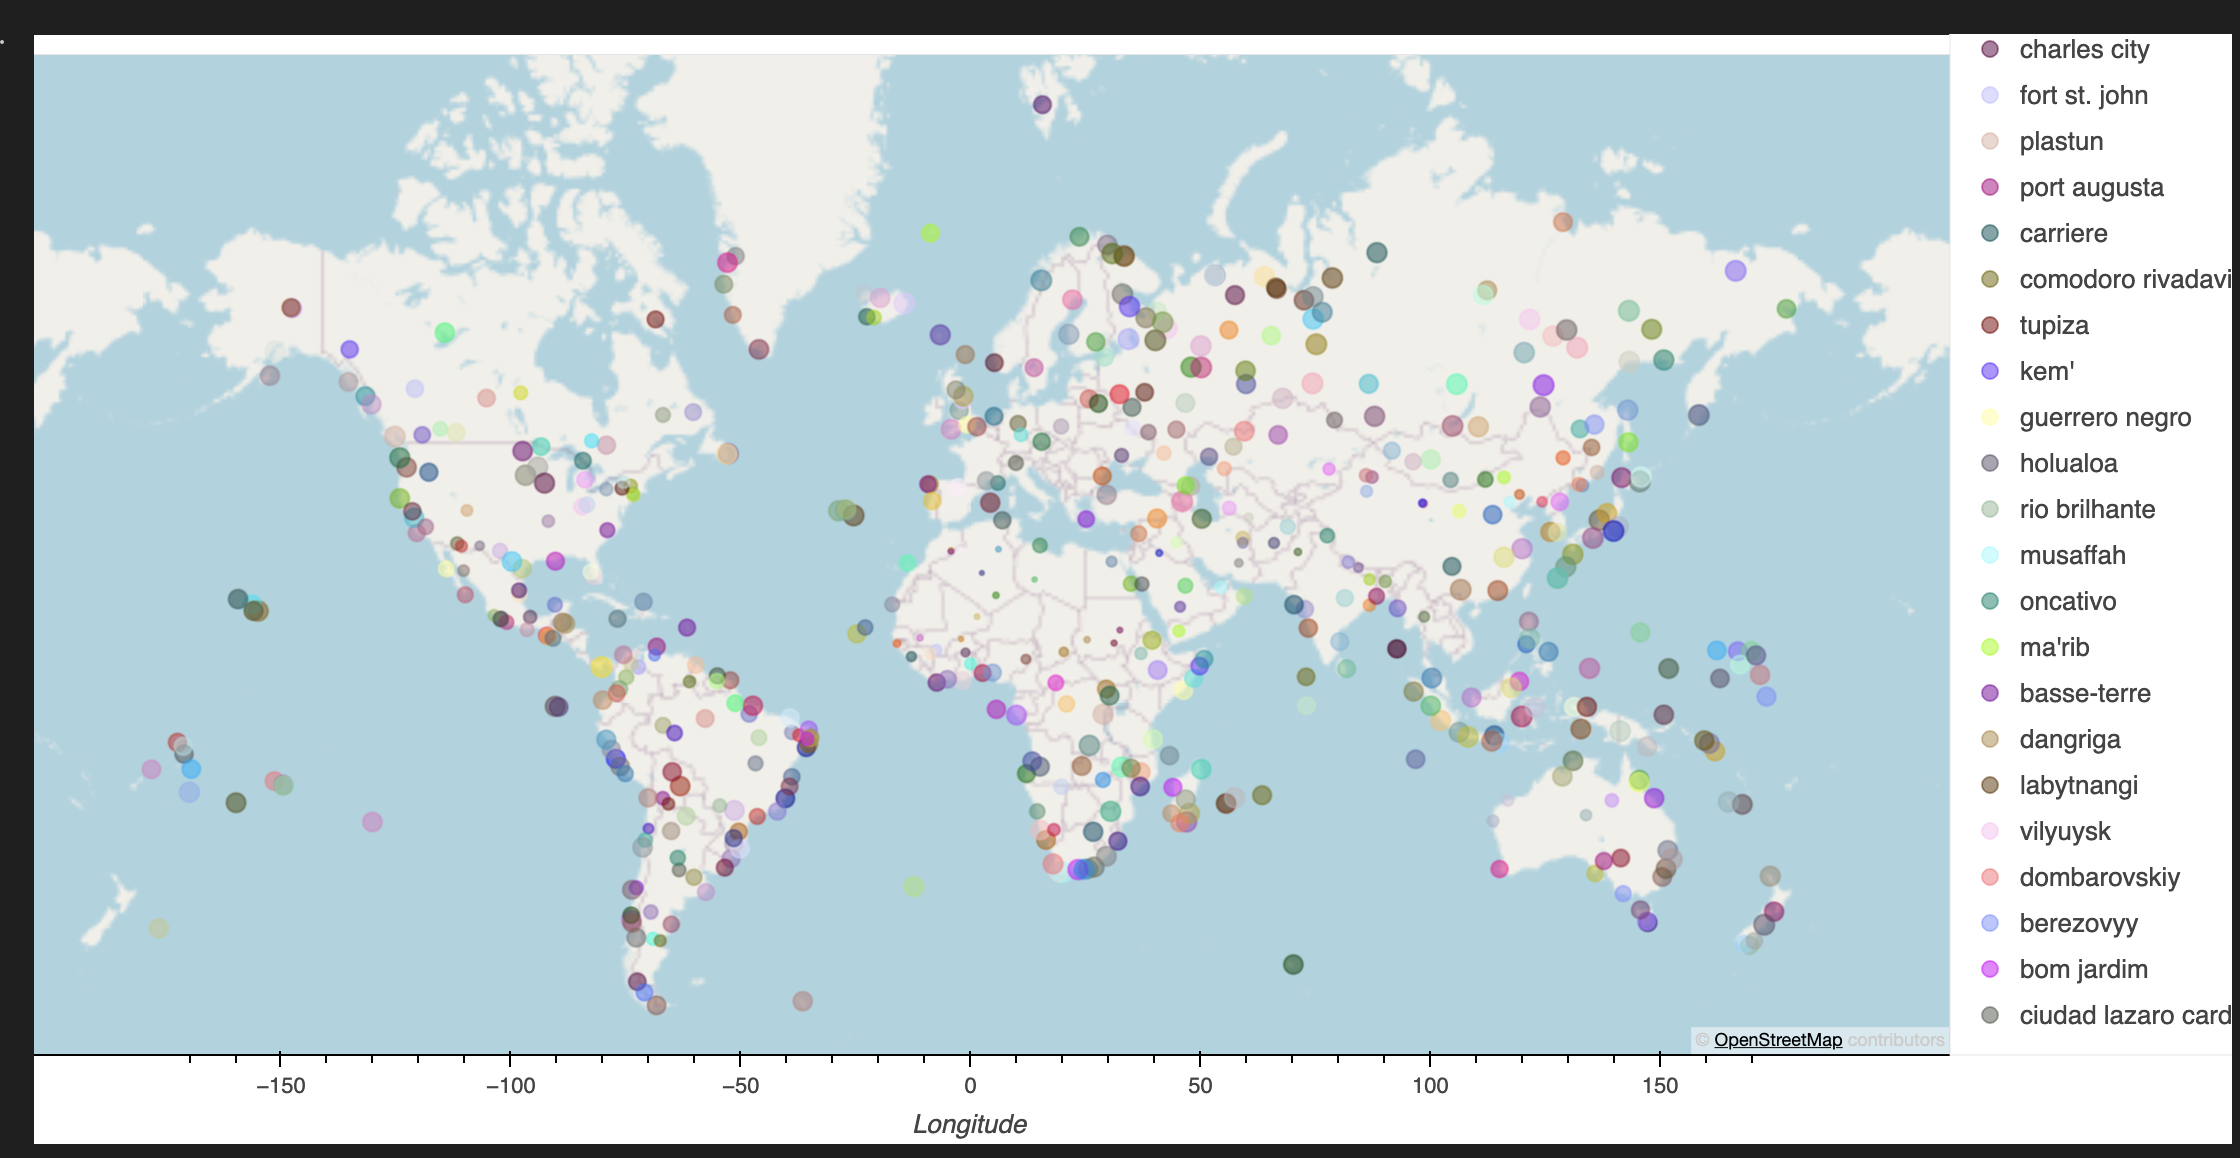 charles city
fort st. john
plastun
port augusta
carriere
comodoro rivadavi
tupiza
kem'
guerrero negro
holualoa
rio brilhante
musaffah
oncativo
ma'rib
basse-terre
dangriga
labytnangi
vilyuysk
dombarovskiy
berezovyy
bom jardim
ciudad lazaro card
© OpenStreetMap contributors
−150 −100 −50 0 50 100 150
Longitude